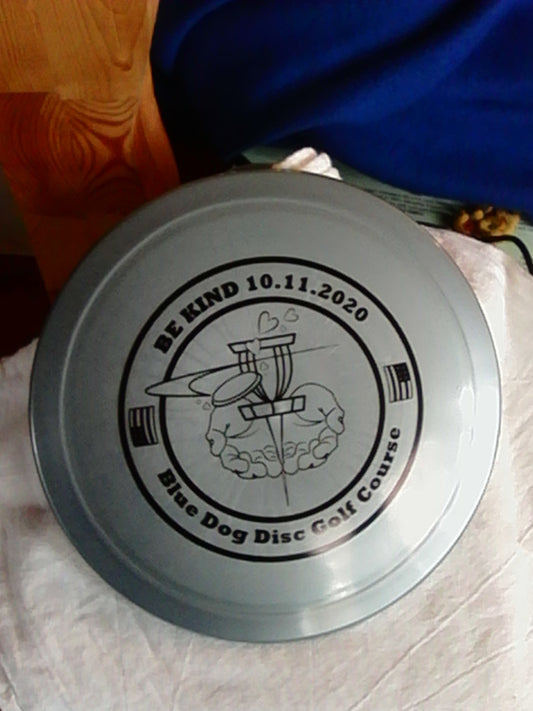 BE KIND 10.11.2020
Blue Dog Disc Golf Course